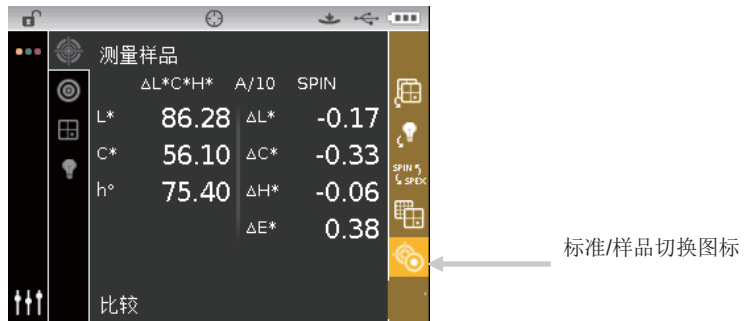 测量样品
ΔL*C*H* A/10 SPIN
L* 86.28 ΔL* -0.17
C* 56.10 ΔC* -0.33
SPIN
SPEX
h° 75.40 ΔH* -0.06
ΔE* 0.38
标准/样品切换图标
比较